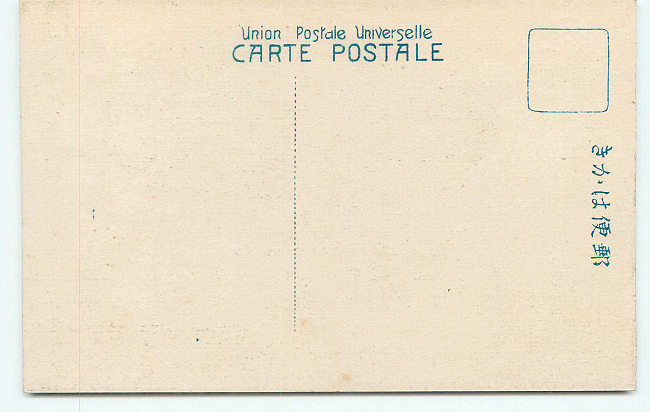 Union Postale Universelle
CARTE POSTALE
郵便はかき